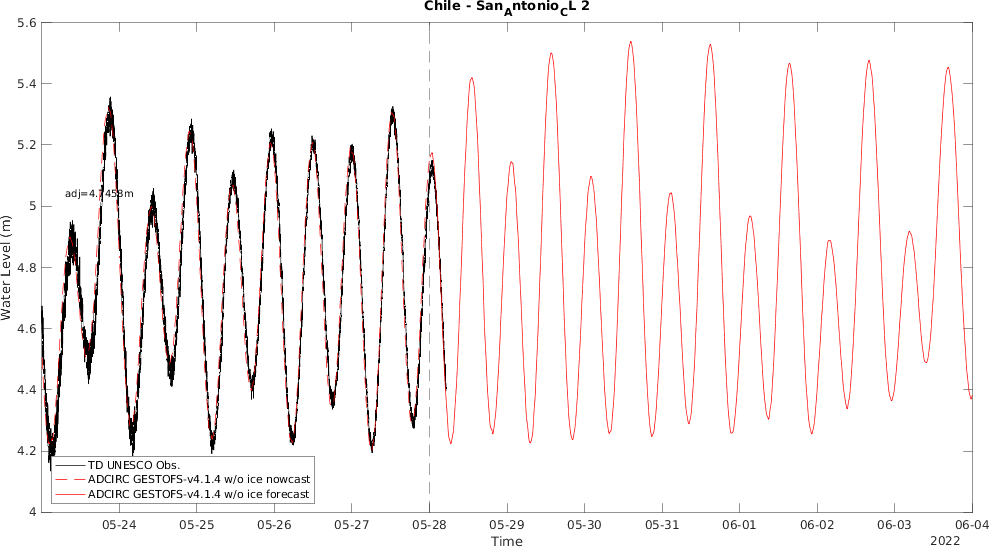 Chile - SanAntonioCL 2
5.6
5.4
5.2
5
4.8
4.6
4.4
4.2
4
Water Level (m)
adj=4.7458m
TD UNESCO Obs.
ADCIRC GESTOFS-v4.1.4 w/o ice nowcast
ADCIRC GESTOFS-v4.1.4 w/o ice forecast
05-24 05-25 05-26 05-27 05-28 05-29 05-30 05-31 06-01 06-02 06-03 06-04
Time
2022